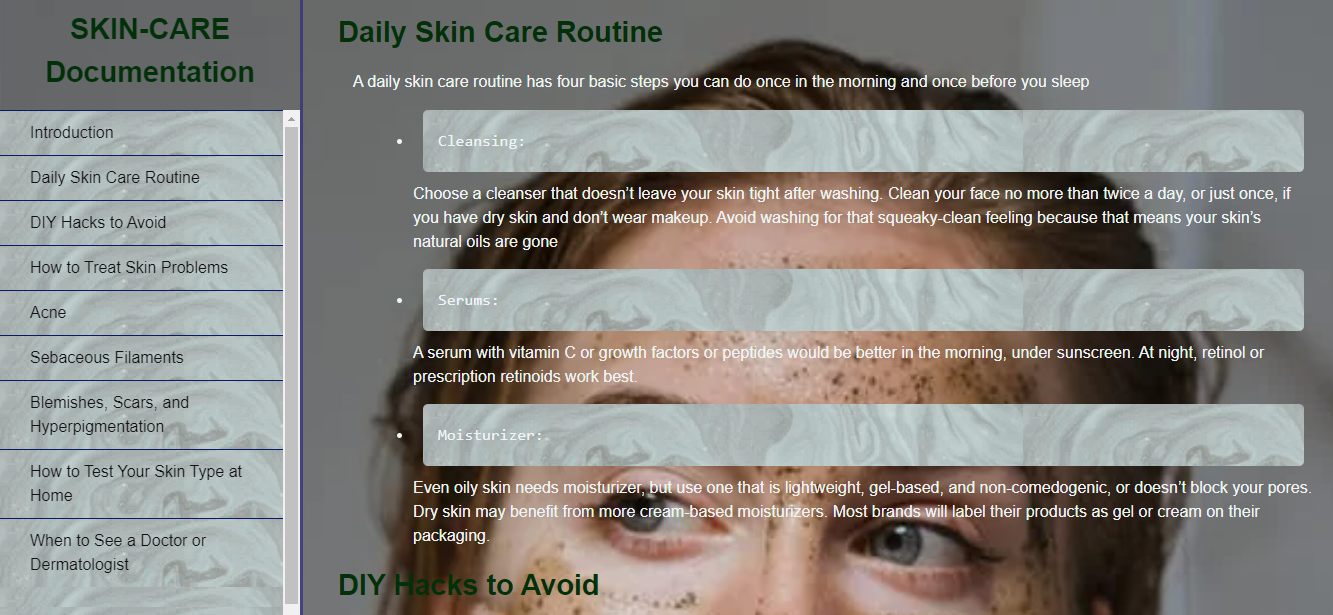 SKIN-CARE
Documentation
Introduction
Daily Skin Care Routine
DIY Hacks to Avoid
How to Treat Skin Problems
Acne
Sebaceous Filaments
Blemishes, Scars, and
Hyperpigmentation
How to Test Your Skin Type at
Home
When to See a Doctor or
Dermatologist
Daily Skin Care Routine
A daily skin care routine has four basic steps you can do once in the morning and once before you sleep
Cleansing:
Choose a cleanser that doesn’t leave your skin tight after washing. Clean your face no more than twice a day, or just once, if
you have dry skin and don’t wear makeup. Avoid washing for that squeaky-clean feeling because that means your skin’s
natural oils are gone
Serums:
A serum with vitamin C or growth factors or peptides would be better in the morning, under sunscreen. At night, retinol or
prescription retinoids work best.
Moisturizer:
Even oily skin needs moisturizer, but use one that is lightweight, gel-based, and non-comedogenic, or doesn’t block your pores.
Dry skin may benefit from more cream-based moisturizers. Most brands will label their products as gel or cream on their
packaging.
DIY Hacks to Avoid